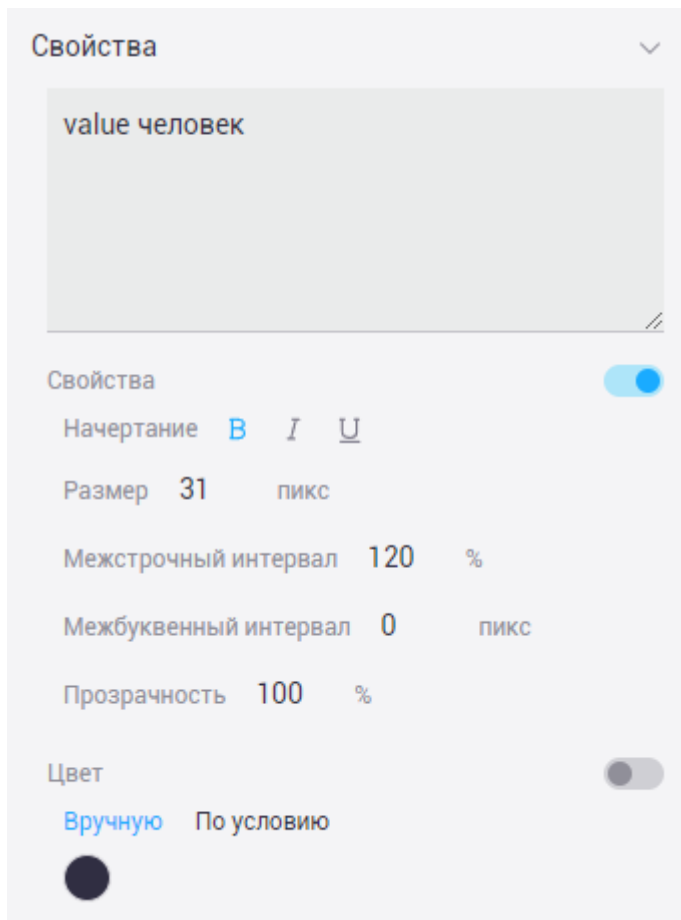 Свойства
value человек
Свойства
Начертание B I U
Размер 31 пикс
Межстрочный интервал 120 %
Межбуквенный интервал 0 пикс
Прозрачность 100 %
Цвет
Вручную По условию